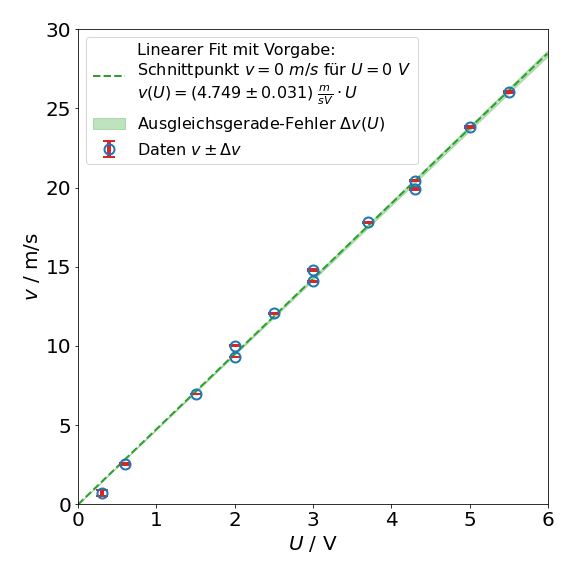 30
25
20
15
10
5
0
v / m/s
Linearer Fit mit Vorgabe:
Schnittpunkt v = 0 m/s für U = 0 V
v(U) = (4.749 ± 0.031) m/sV · U
Ausgleichsgerade-Fehler Δv(U)
Daten v ± Δv
0 1 2 3 4 5 6
U / V